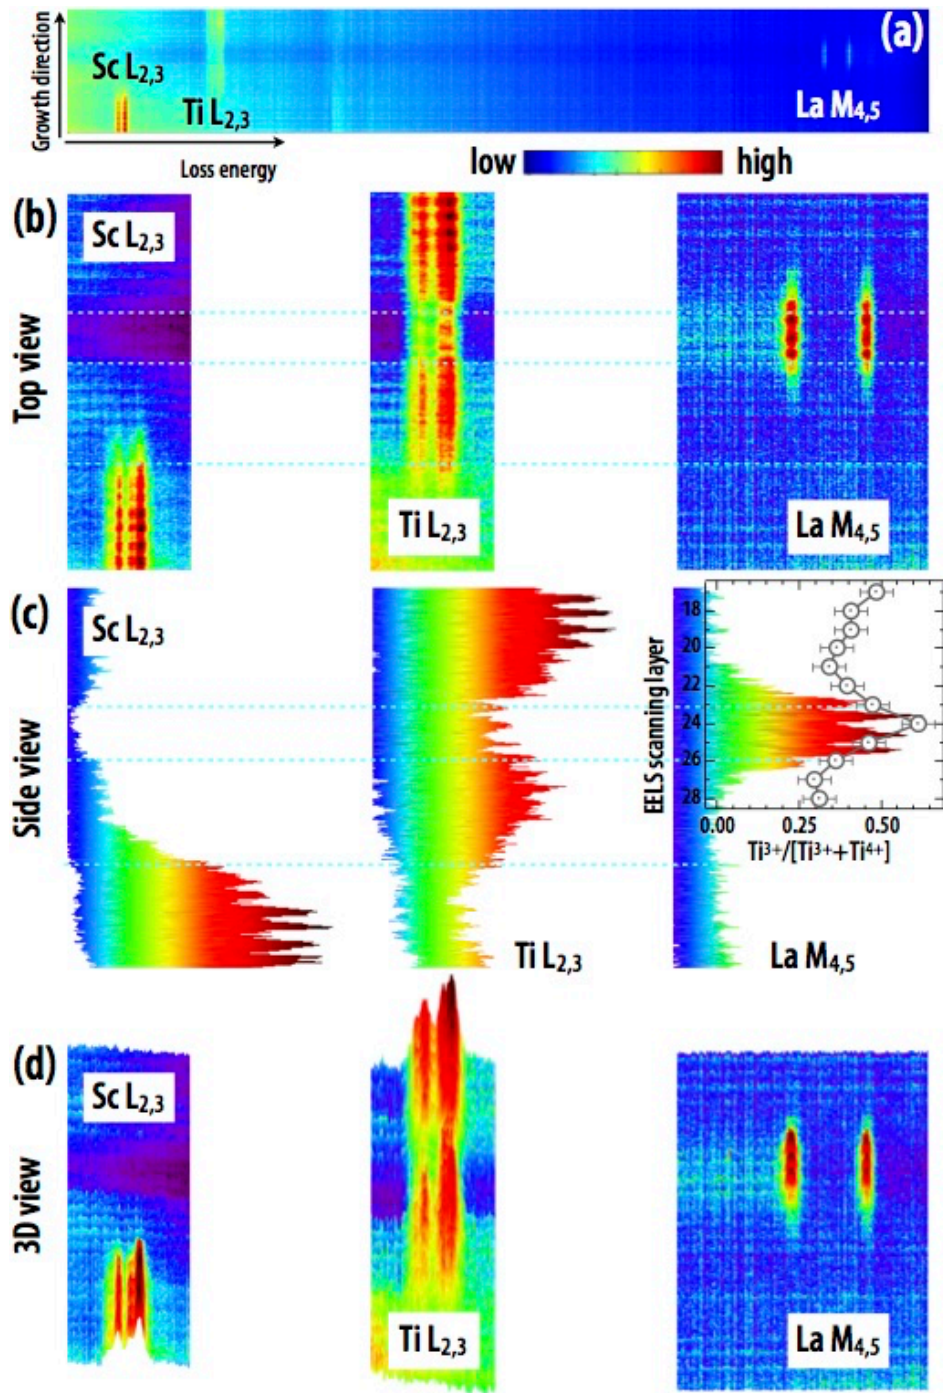 (a)
Growth direction
Sc L2,3
Ti L2,3
La M4,5
Loss energy
low
high
(b)
Top view
Sc L2,3
Ti L2,3
La M4,5
(c)
Side view
Sc L2,3
Ti L2,3
La M4,5
EELS scanning layer
18
20
22
24
26
28
0.00 0.25 0.50
Ti³⁺/[Ti³⁺+Ti⁴⁺]
(d)
3D view
Sc L2,3
Ti L2,3
La M4,5